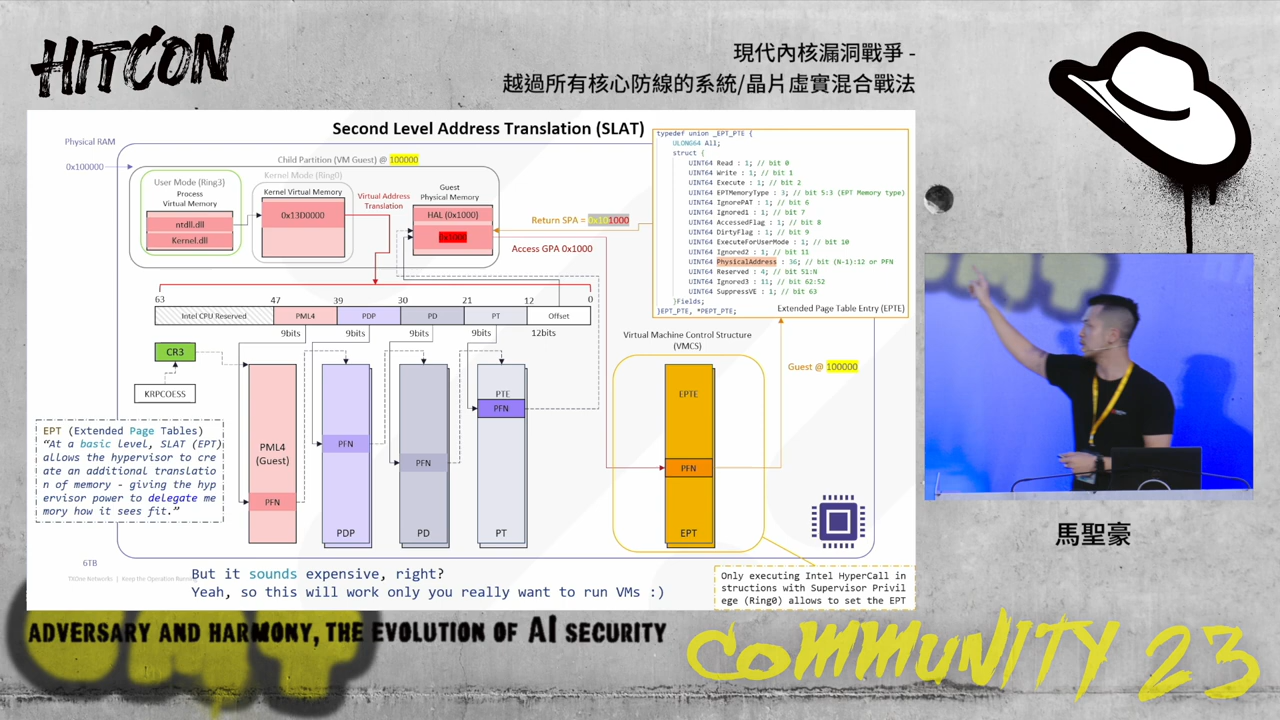 HITCON
現代內核漏洞戰爭 -
越過所有核心防線的系統/晶片虛實混合戰法
Second Level Address Translation (SLAT)
Physical RAM
0x100000
Child Partition (VM Guest) @ 100000
User Mode (Ring3)
Process
Virtual Memory
ntdll.dll
Kernel.dll
Kernel Mode (Ring0)
Kernel Virtual Memory
0x13D0000
Virtual Address
Translation
Guest
Physical Memory
HAL (0x1000)
0x1000
Return SPA = 0x101000
Access GPA 0x1000
typedef union _EPT_PTE {
ULONG64 All;
struct {
UINT64 Read : 1; // bit 0
UINT64 Write : 1; // bit 1
UINT64 Execute : 1; // bit 2
UINT64 EPTMemoryType : 3; // bit 5:3 (EPT Memory type)
UINT64 IgnorePAT : 1; // bit 6
UINT64 Ignored1 : 1; // bit 7
UINT64 AccessedFlag : 1; // bit 8
UINT64 DirtyFlag : 1; // bit 9
UINT64 ExecuteForUserMode : 1; // bit 10
UINT64 Ignored2 : 1; // bit 11
UINT64 PhysicalAddress : 36; // bit (N-1):12 or PFN
UINT64 Reserved : 4; // bit 51:N
UINT64 Ignored3 : 11; // bit 62:52
UINT64 SuppressVE : 1; // bit 63
}Fields;
}EPT_PTE, *PEPT_PTE;
Extended Page Table Entry (EPTE)
63 47 39 30 21 12 0
Intel CPU Reserved PML4 PDP PD PT Offset
9bits 9bits 9bits 9bits 12bits
CR3
KRPCOESS
PML4
(Guest)
PFN
PFN
PDP
PFN
PD
PTE
PFN
PT
Virtual Machine Control Structure
(VMCS)
EPTE
PFN
EPT
Guest @ 100000
EPT (Extended Page Tables)
“At a basic level, SLAT (EPT)
allows the hypervisor to cre
ate an additional translatio
n of memory - giving the hyp
ervisor power to delegate me
mory how it sees fit.”
6TB
TXOne Networks | Keep the Operation Running
But it sounds expensive, right?
Yeah, so this will work only you really want to run VMs :)
Only executing Intel HyperCall in
structions with Supervisor Privil
ege (Ring0) allows to set the EPT
馬聖豪
ADVERSARY AND HARMONY, THE EVOLUTION OF AI SECURITY
COMMUNITY 23